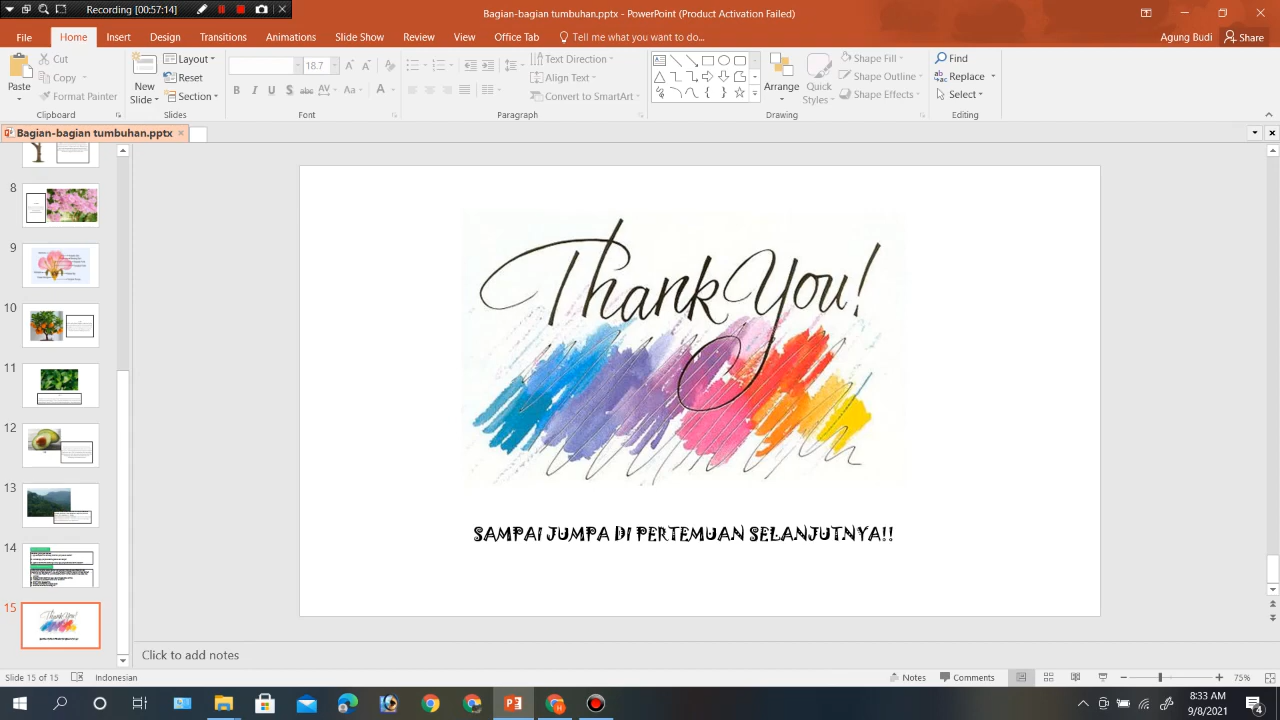 Recording [00:57:14]
Bagian-bagian tumbuhan.pptx - PowerPoint (Product Activation Failed)
File Home Insert Design Transitions Animations Slide Show Review View Office Tab Tell me what you want to do... Agung Budi Share
Cut
Copy
Format Painter
Paste
Clipboard
New Slide
Layout
Reset
Section
Slides
18.7
B I U S abc AV Aa A
Font
Text Direction
Align Text
Convert to SmartArt
Paragraph
Arrange
Quick Styles
Shape Fill
Shape Outline
Shape Effects
Drawing
Find
Replace
Select
Editing
Bagian-bagian tumbuhan.pptx
8
9
10
11
12
13
14
15
Thank You!
SAMPAI JUMPA DI PERTEMUAN SELANJUTNYA!!
Click to add notes
Slide 15 of 15 Indonesian Notes Comments 75%
8:33 AM
9/8/2021